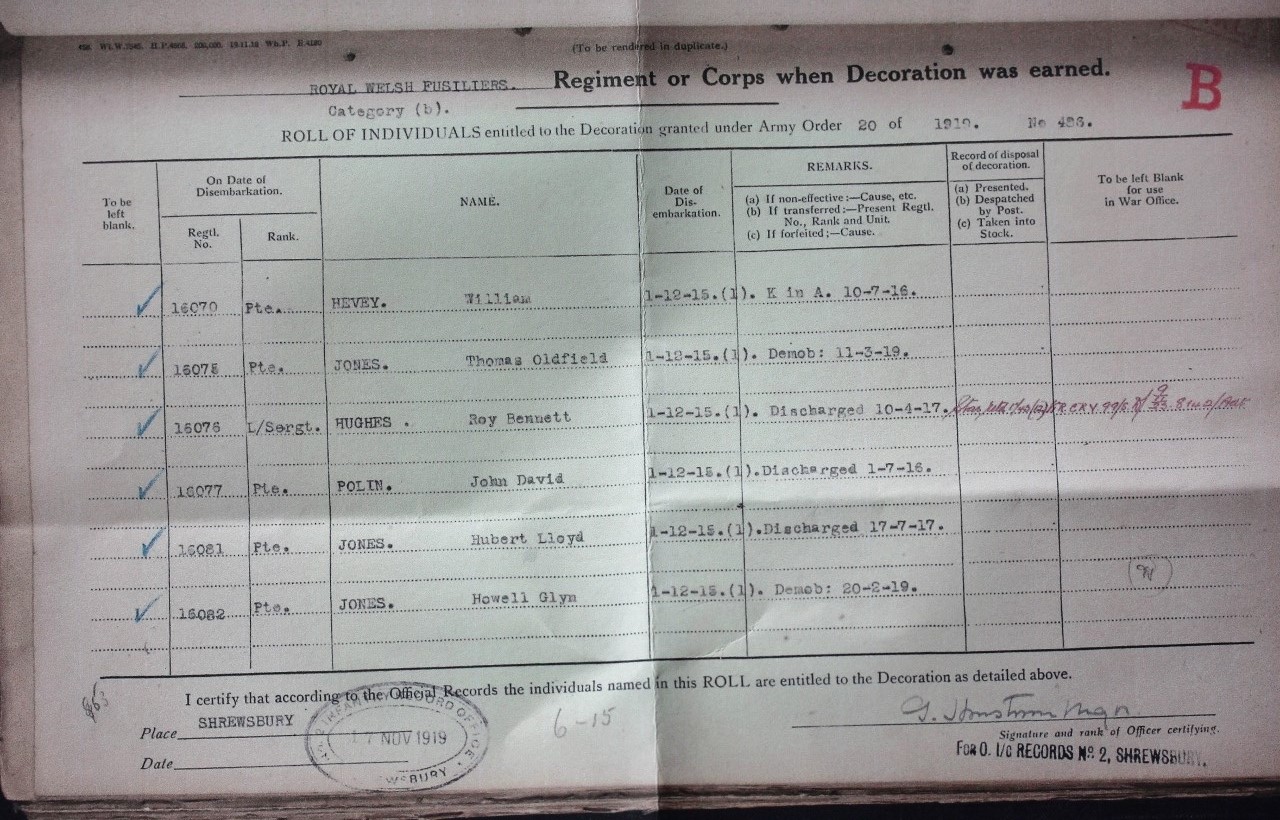 (To be rendered in duplicate.)
ROYAL WELSH FUSILIERS. Regiment or Corps when Decoration was earned.
B
Category (b).
ROLL OF INDIVIDUALS entitled to the Decoration granted under Army Order 20 of 1919. No 498.
To be left blank.
On Date of Disembarkation.
Regtl. No.
Rank.
NAME.
Date of Dis-embarkation.
REMARKS.
(a) If non-effective:—Cause, etc.
(b) If transferred:—Present Regtl. No., Rank and Unit.
(c) If forfeited;—Cause.
Record of disposal of decoration.
(a) Presented.
(b) Despatched by Post.
(c) Taken into Stock.
To be left Blank for use in War Office.
16070 Pte. HEVEY. William 1-12-15.(1). K in A. 10-7-16.
16075 Pte. JONES. Thomas Oldfield 1-12-15.(1). Demob: 11-3-19.
16076 L/Sergt. HUGHES . Roy Bennett 1-12-15.(1). Discharged 10-4-17.
16077 Pte. POLIN. John David 1-12-15.(1).Discharged 1-7-16.
16081 Pte. JONES. Hubert Lloyd 1-12-15.(1).Discharged 17-7-17.
16082 Pte. JONES. Howell Glyn 1-12-15.(1). Demob: 20-2-19.
I certify that according to the Official Records the individuals named in this ROLL are entitled to the Decoration as detailed above.
Place SHREWSBURY
17 NOV 1919
6-15
Date
Signature and rank of Officer certifying.
FOR O. I/C RECORDS No. 2, SHREWSBURY.